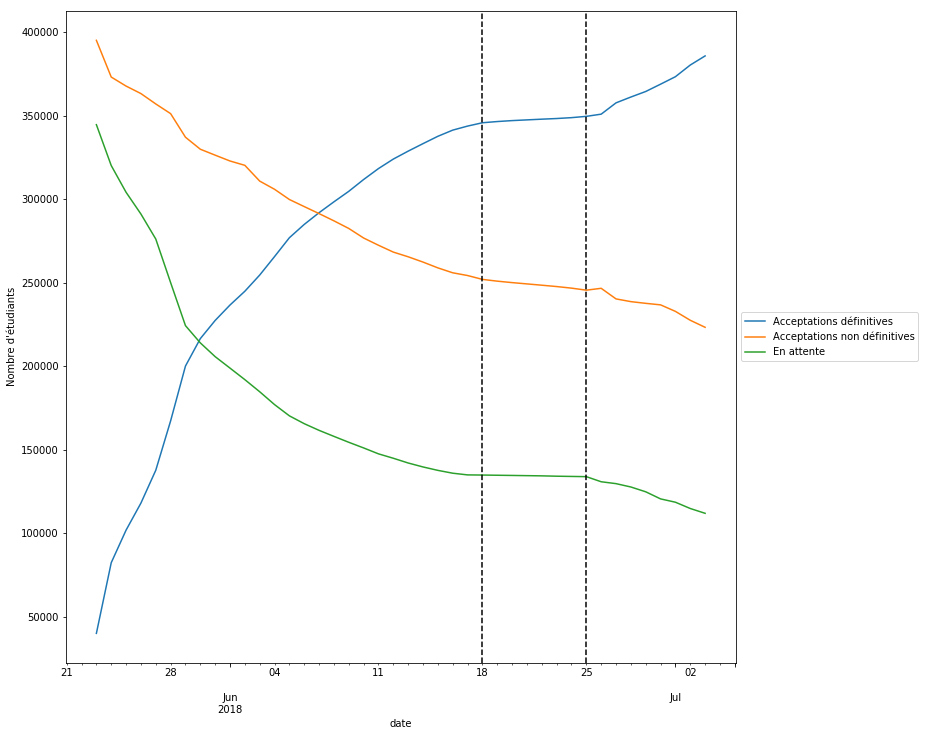 400000
350000
300000
250000
200000
150000
100000
50000
Nombre d'étudiants
21 28 04 11 18 25 02
Jun Jul
2018
date
Acceptations définitives
Acceptations non définitives
En attente